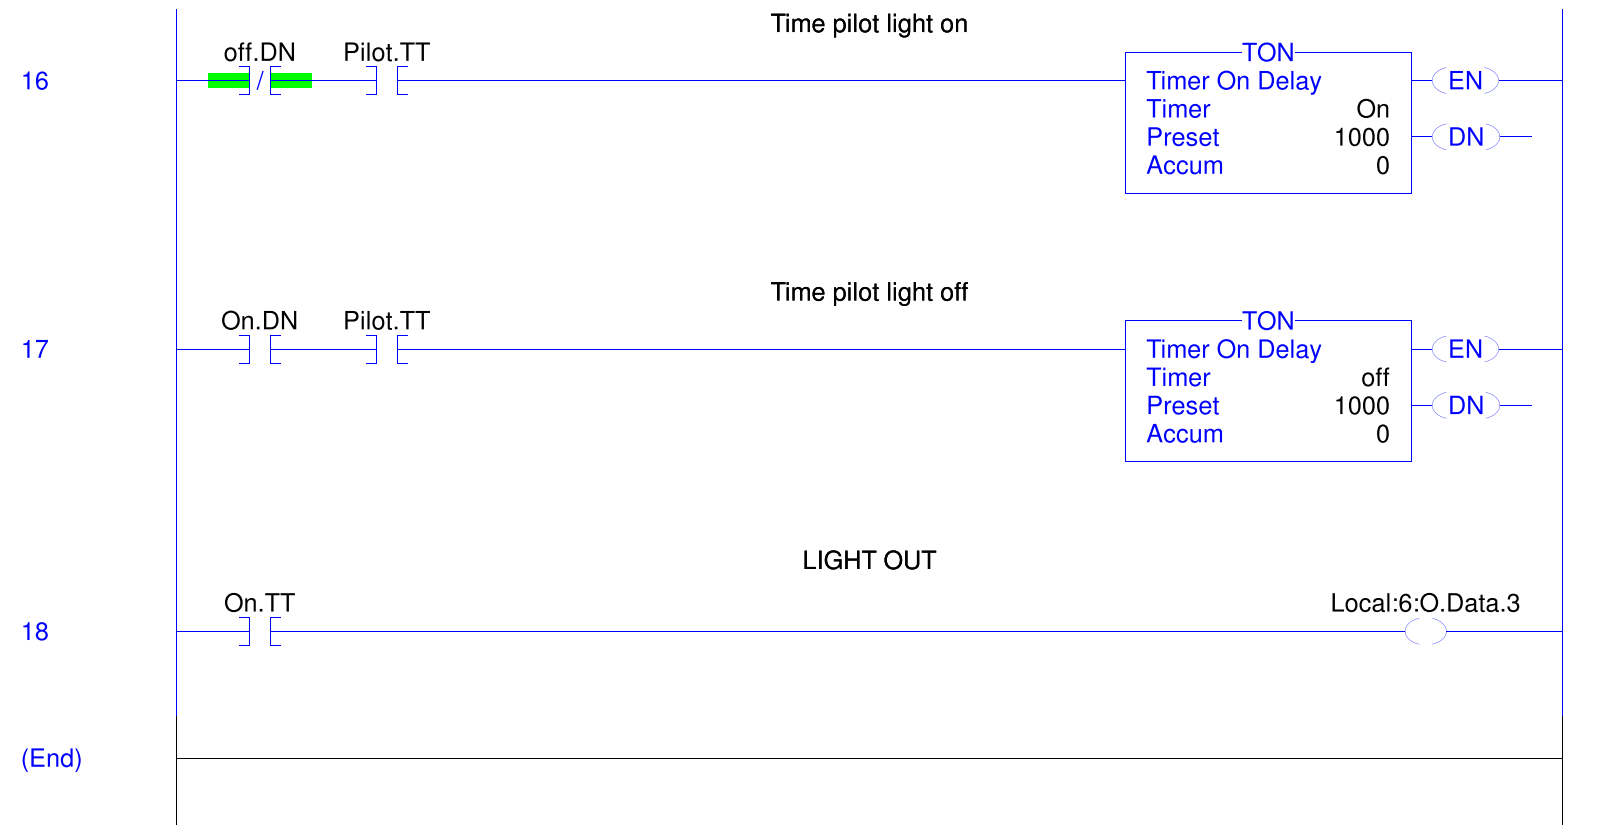 Time pilot light on
off.DN Pilot.TT
TON
16 / Timer On Delay EN
Timer On
Preset 1000 DN
Accum 0
Time pilot light off
On.DN Pilot.TT
TON
17 Timer On Delay EN
Timer off
Preset 1000 DN
Accum 0
LIGHT OUT
On.TT Local:6:O.Data.3
18
(End)